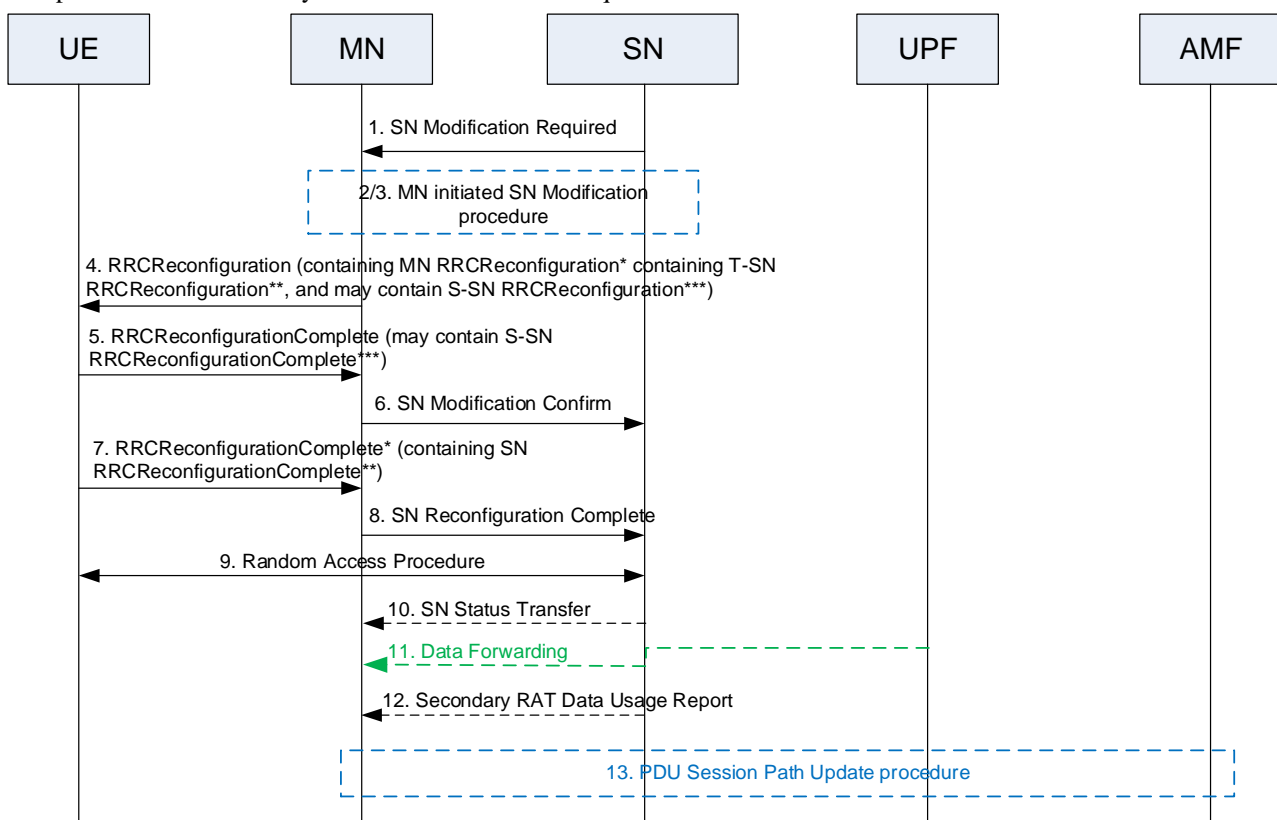 UE
MN
SN
UPF
AMF
1. SN Modification Required
2/3. MN initiated SN Modification
procedure
4. RRCReconfiguration (containing MN RRCReconfiguration* containing T-SN
RRCReconfiguration**, and may contain S-SN RRCReconfiguration***)
5. RRCReconfigurationComplete (may contain S-SN
RRCReconfigurationComplete***)
6. SN Modification Confirm
7. RRCReconfigurationComplete* (containing SN
RRCReconfigurationComplete**)
8. SN Reconfiguration Complete
9. Random Access Procedure
10. SN Status Transfer
11. Data Forwarding
12. Secondary RAT Data Usage Report
13. PDU Session Path Update procedure